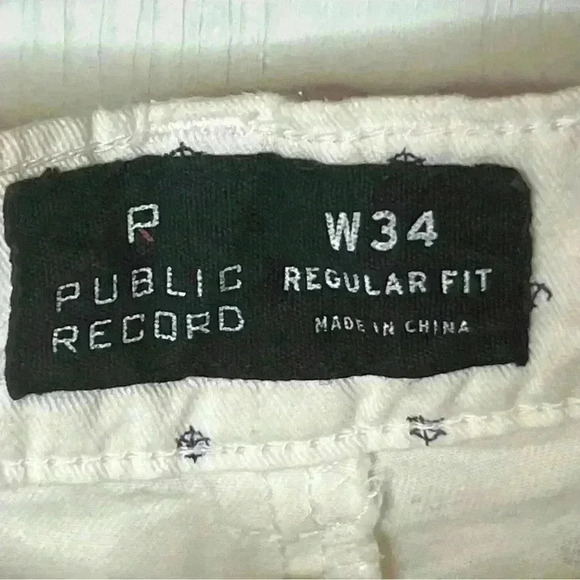 R
PUBLIC
RECORD
W34
REGULAR FIT
MADE IN CHINA